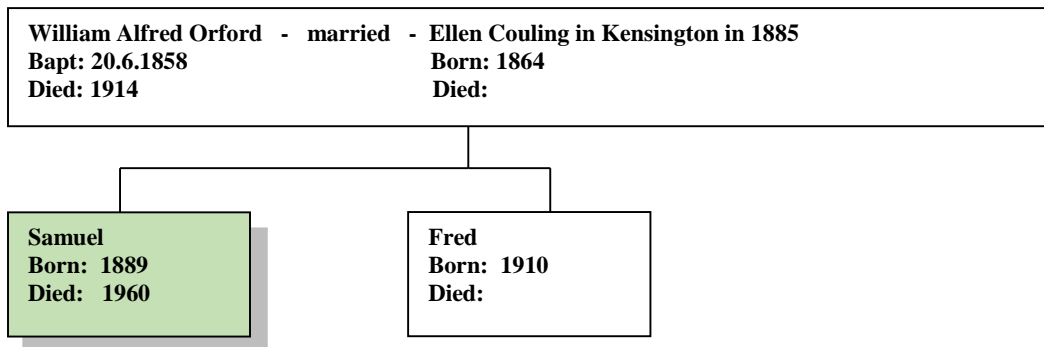 William Alfred Orford - married - Ellen Couling in Kensington in 1885
Bapt: 20.6.1858 Born: 1864
Died: 1914 Died:
Samuel
Born: 1889
Died: 1960
Fred
Born: 1910
Died: